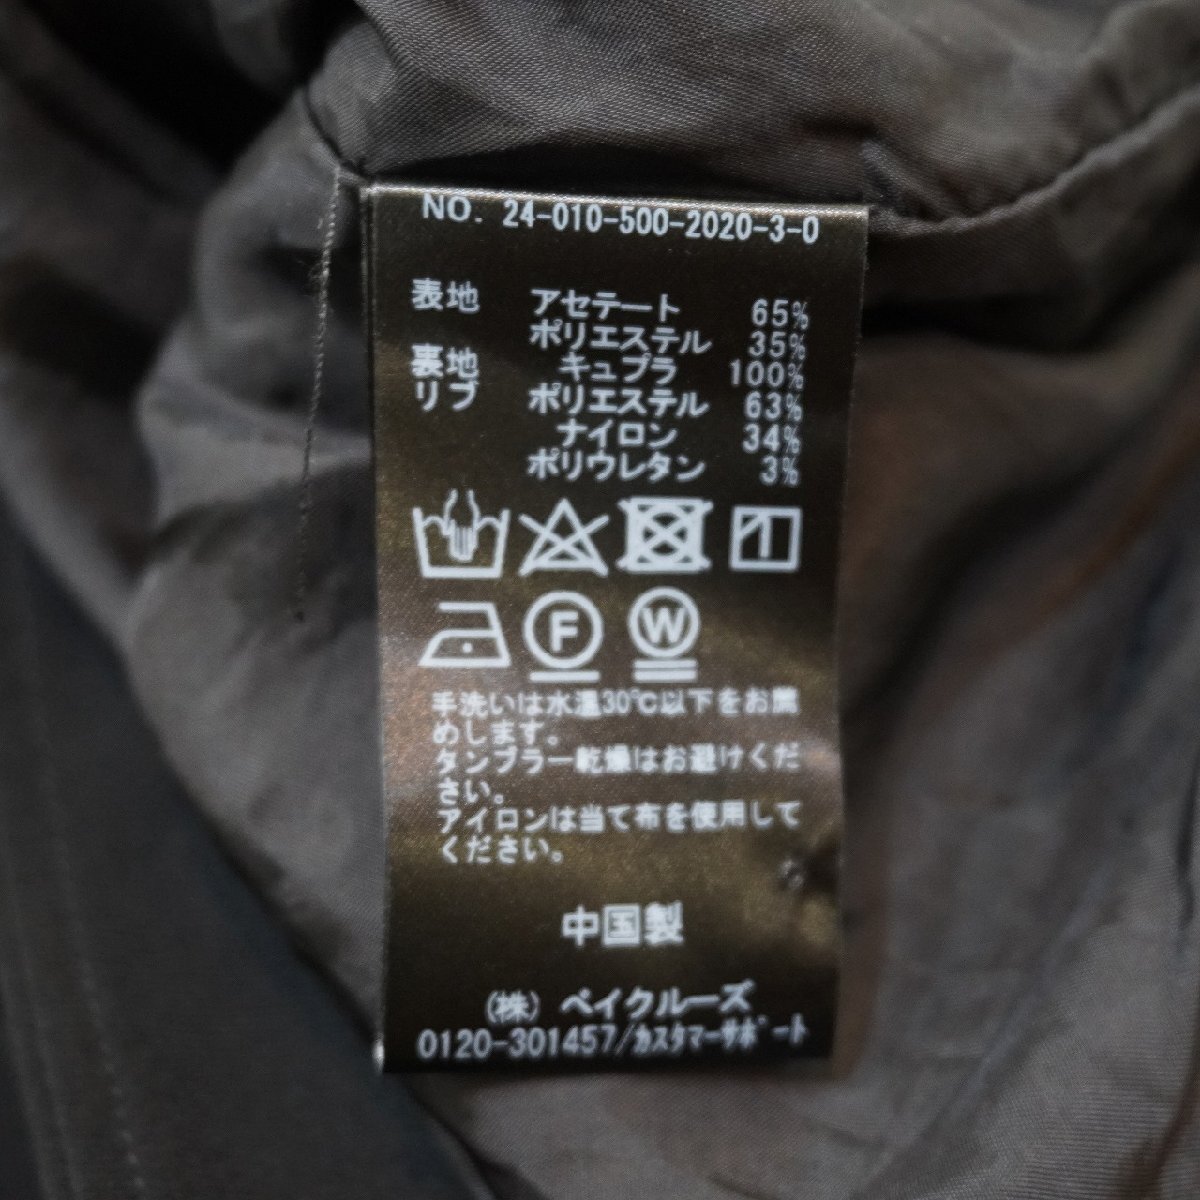 NO. 24-010-500-2020-3-0
表地 アセテート 65%
ポリエステル 35%
裏地 キュプラ 100%
リブ ポリエステル 63%
ナイロン 34%
ポリウレタン 3%
F W
手洗いは水温30℃以下をお薦
めします。
タンブラー乾燥はお避けくだ
さい。
アイロンは当て布を使用して
ください。
中国製
(株) ベイクルーズ
0120-301457/カスタマーサポート